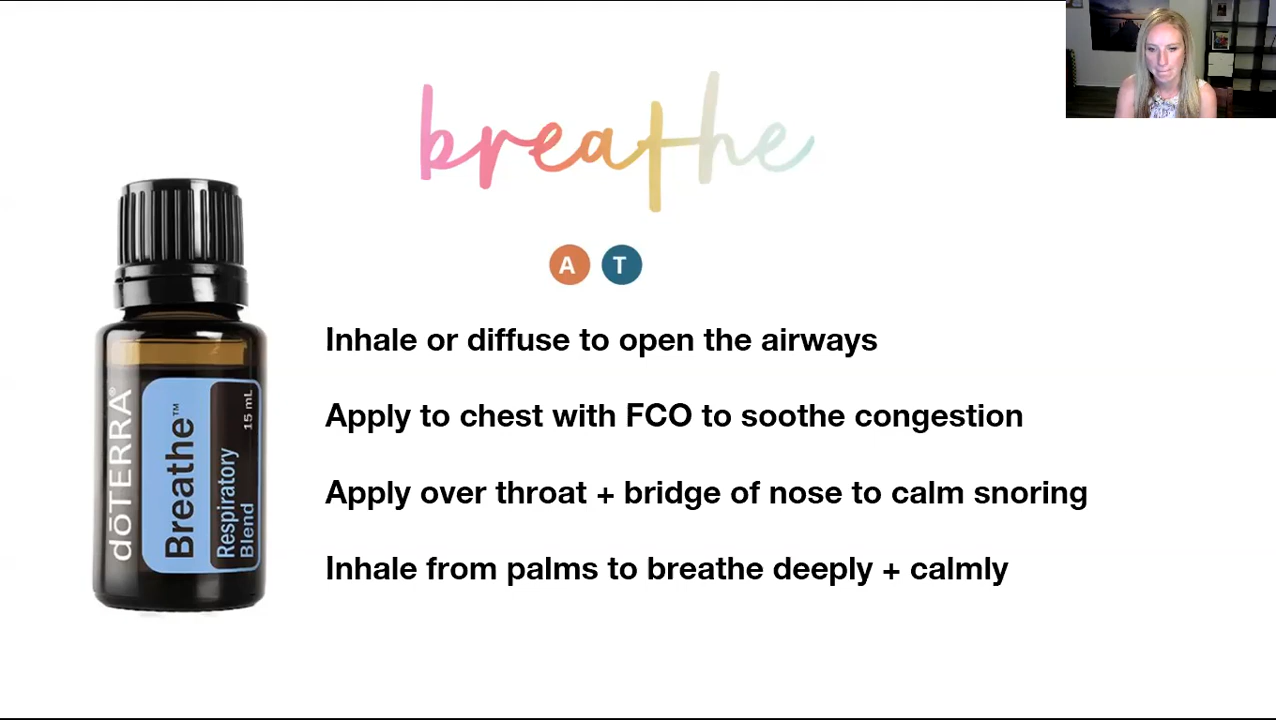 breathe
A T
Inhale or diffuse to open the airways
Apply to chest with FCO to soothe congestion
Apply over throat + bridge of nose to calm snoring
Inhale from palms to breathe deeply + calmly
dōTERRA®
Breathe™
Respiratory
Blend
15 mL